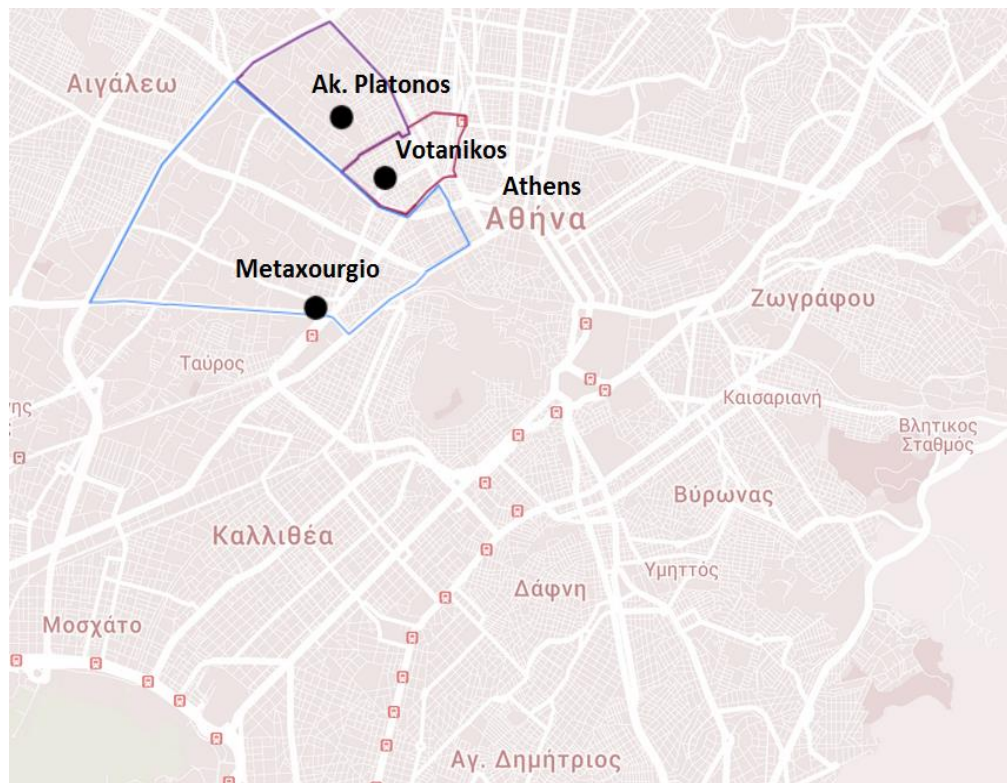 Αιγάλεω
Ak. Platonos
Votanikos
Athens
Αθήνα
Metaxourgio
Ζωγράφου
Ταύρος
Καισαριανή
ης
Βλητικος
Σταθμός
Βύρωνας
Καλλιθέα
Υμηττός
Δάφνη
Μοσχάτο
Αγ. Δημήτριος